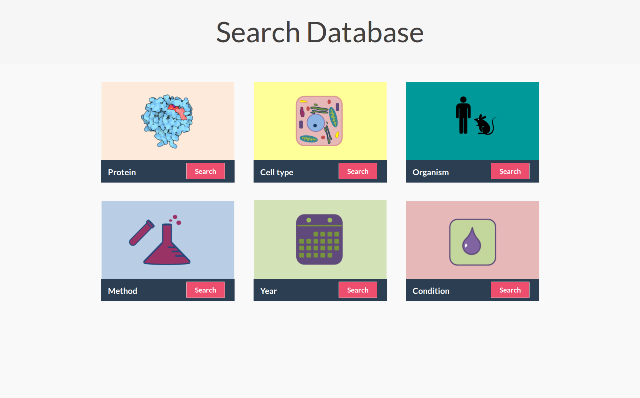 Search Database
Protein Search
Cell type Search
Organism Search
Method Search
Year Search
Condition Search